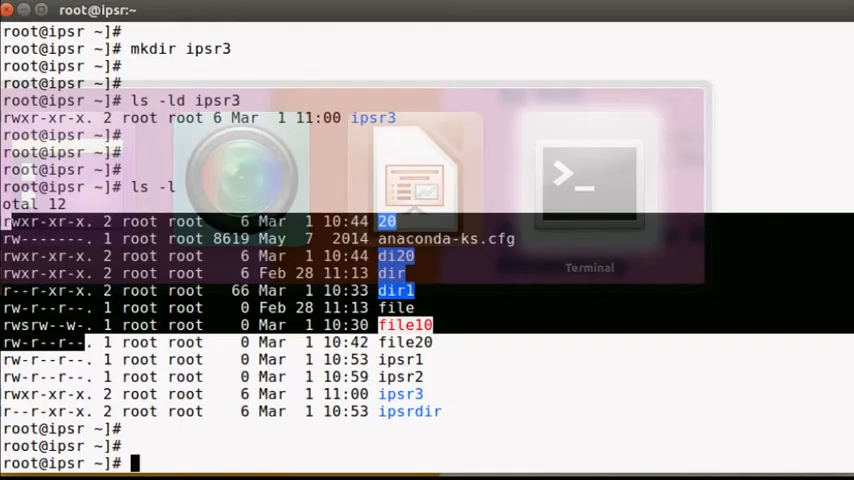 root@ipsr:~
root@ipsr ~]#
root@ipsr ~]# mkdir ipsr3
root@ipsr ~]#
root@ipsr ~]#
root@ipsr ~]# ls -ld ipsr3
rwxr-xr-x. 2 root root 6 Mar 1 11:00 ipsr3
root@ipsr ~]#
root@ipsr ~]#
root@ipsr ~]#
root@ipsr ~]# ls -l
otal 12
rwxr-xr-x. 2 root root 6 Mar 1 10:44 20
rw-------. 1 root root 8619 May 7 2014 anaconda-ks.cfg
rwxr-xr-x. 2 root root 6 Mar 1 10:44 di20
rwxr-xr-x. 2 root root 6 Feb 28 11:13 dir
Terminal
r--r-xr-x. 2 root root 66 Mar 1 10:33 dir1
rw-r--r--. 1 root root 0 Feb 28 11:13 file
rwsrw--w-. 1 root root 0 Mar 1 10:30 file10
rw-r--r--. 1 root root 0 Mar 1 10:42 file20
rw-r--r--. 1 root root 0 Mar 1 10:53 ipsr1
rw-r--r--. 1 root root 0 Mar 1 10:59 ipsr2
rwxr-xr-x. 2 root root 6 Mar 1 11:00 ipsr3
r--r-xr-x. 2 root root 6 Mar 1 10:53 ipsrdir
root@ipsr ~]#
root@ipsr ~]#
root@ipsr ~]#